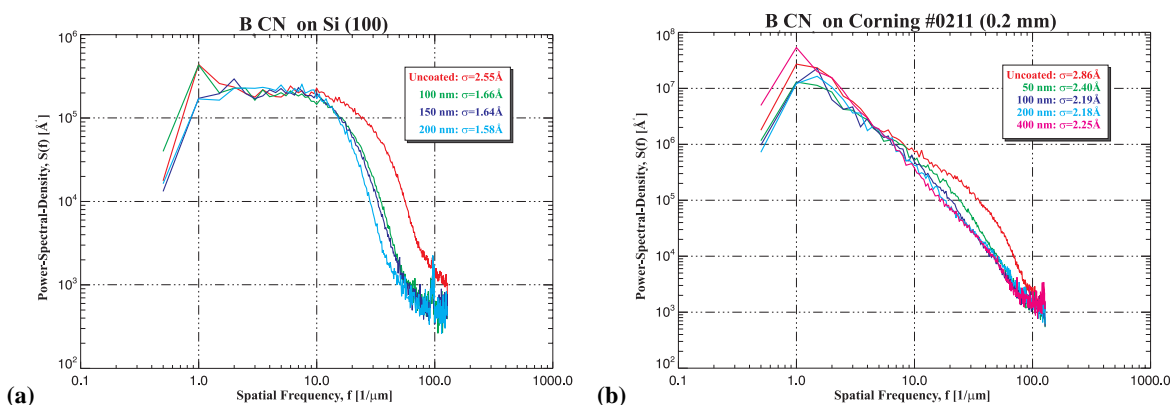 B CN on Si (100)
10⁶
10⁵
10⁴
10³
10²
Power-Spectral-Density, S(f) [Å⁴]
Uncoated: σ=2.55Å
100 nm: σ=1.66Å
150 nm: σ=1.64Å
200 nm: σ=1.58Å
0.1 1.0 10.0 100.0 1000.0
Spatial Frequency, f [1/μm]
(a)
B CN on Corning #0211 (0.2 mm)
10⁸
10⁷
10⁶
10⁵
10⁴
10³
10²
Power-Spectral-Density, S(f) [Å⁴]
Uncoated: σ=2.86Å
50 nm: σ=2.40Å
100 nm: σ=2.19Å
200 nm: σ=2.18Å
400 nm: σ=2.25Å
0.1 1.0 10.0 100.0 1000.0
Spatial Frequency, f [1/μm]
(b)